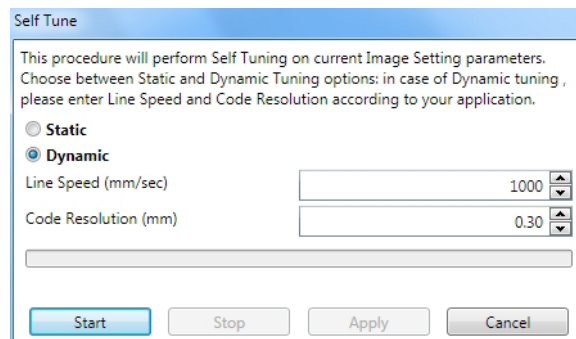 Self Tune
This procedure will perform Self Tuning on current Image Setting parameters.
Choose between Static and Dynamic Tuning options: in case of Dynamic tuning ,
please enter Line Speed and Code Resolution according to your application.
Static
Dynamic
Line Speed (mm/sec) 1000
Code Resolution (mm) 0.30
Start Stop Apply Cancel